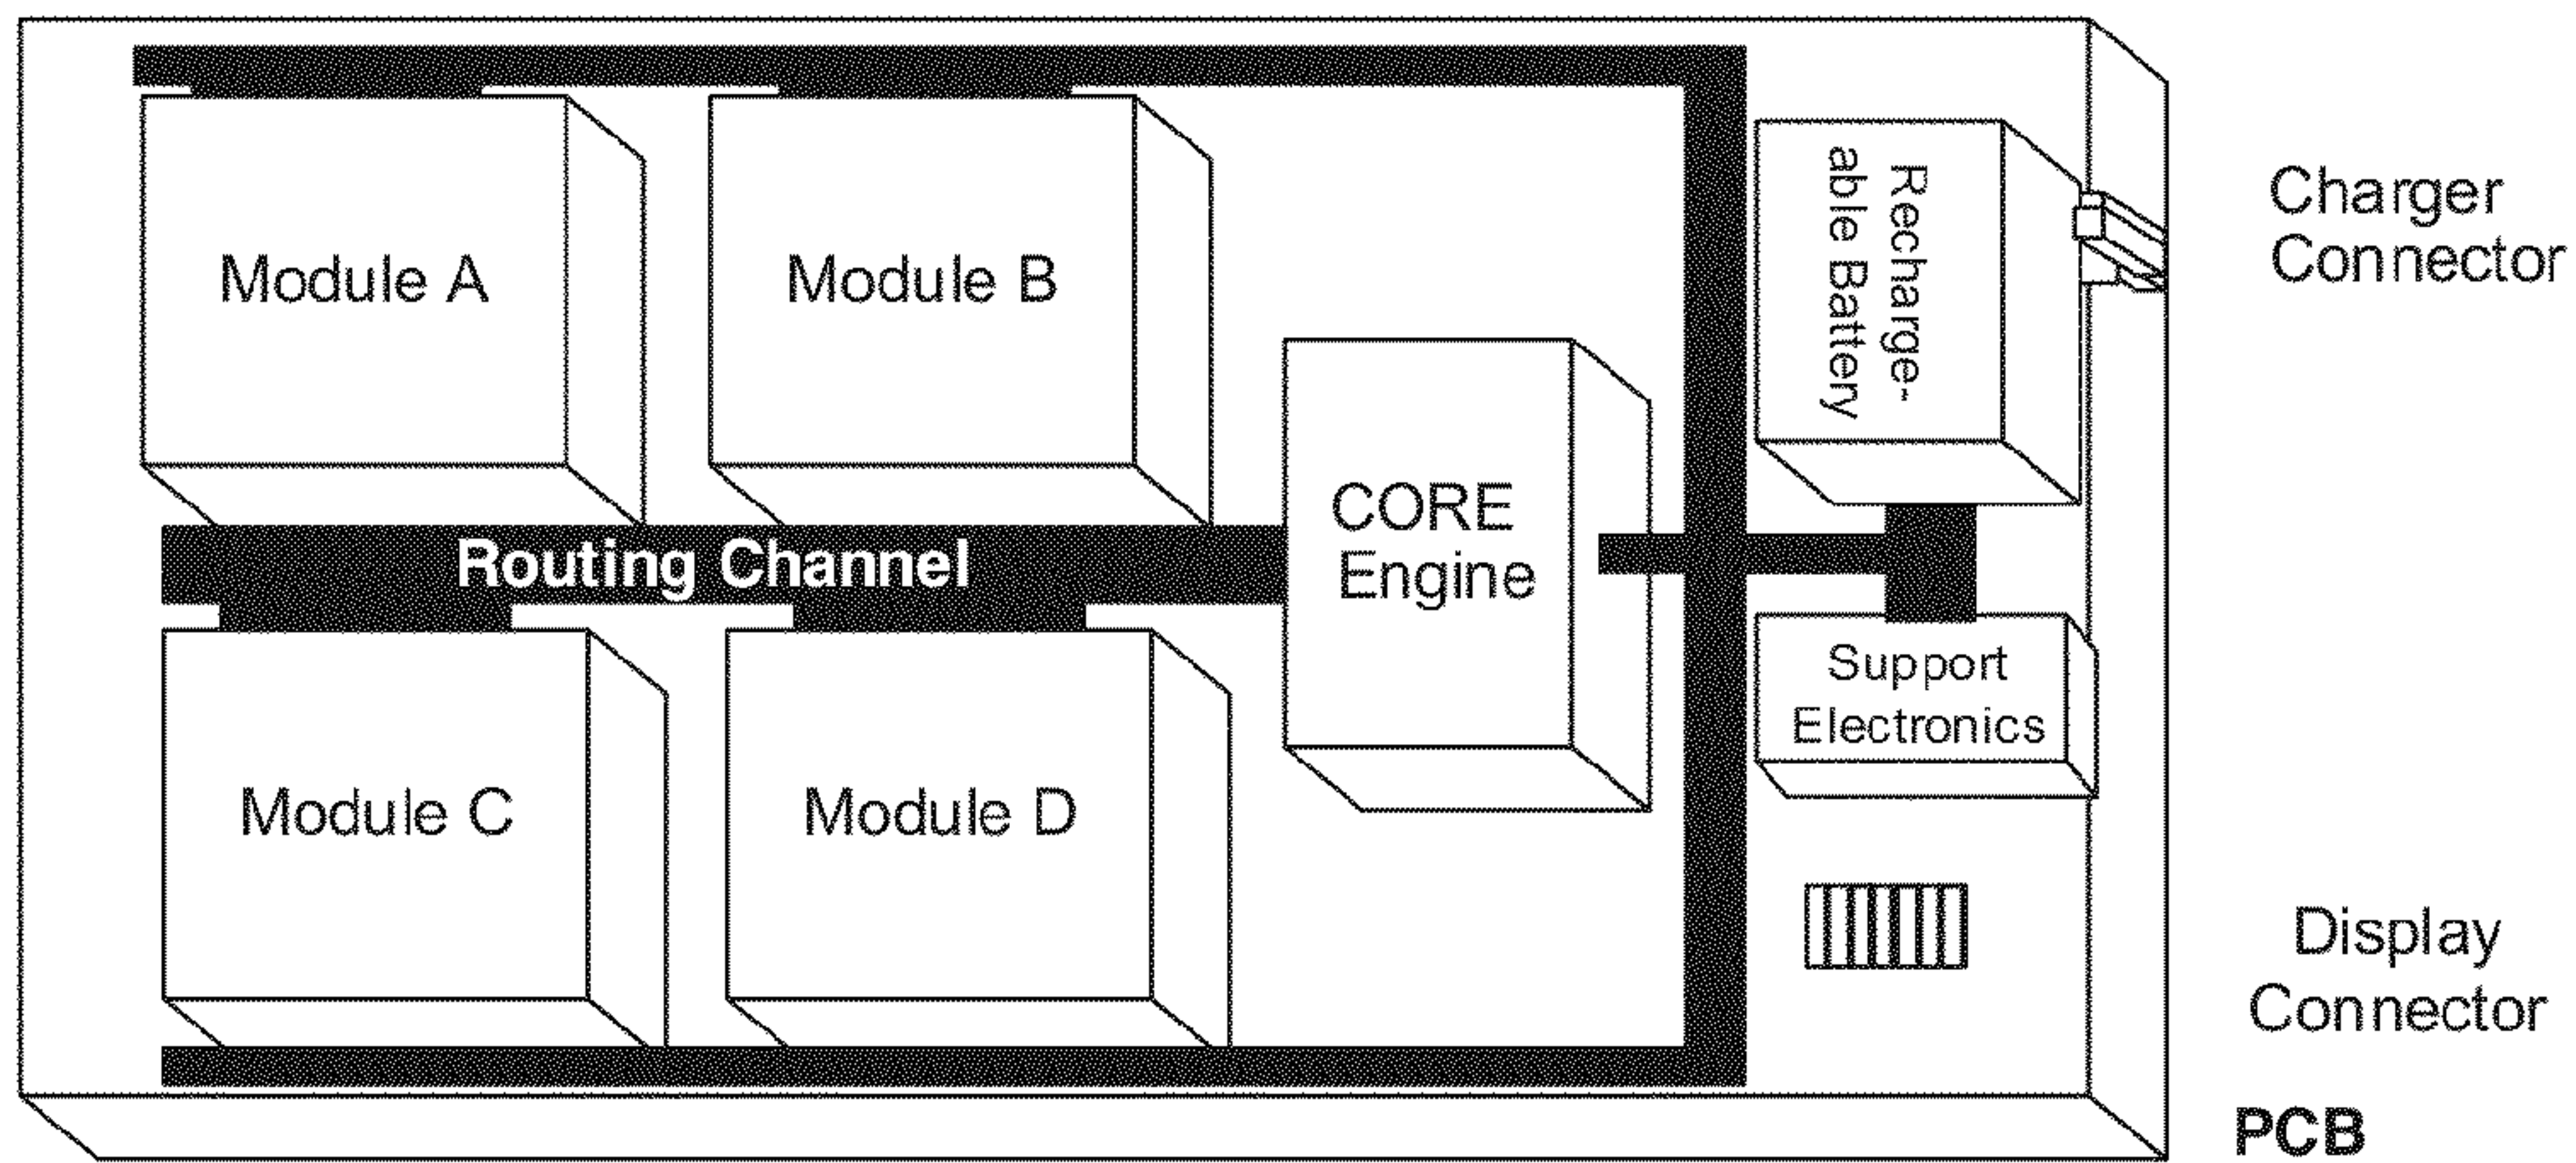 Module A
Module B
Recharge-
able Battery
Charger
Connector
CORE
Engine
Routing Channel
Support
Electronics
Module C
Module D
Display
Connector
PCB